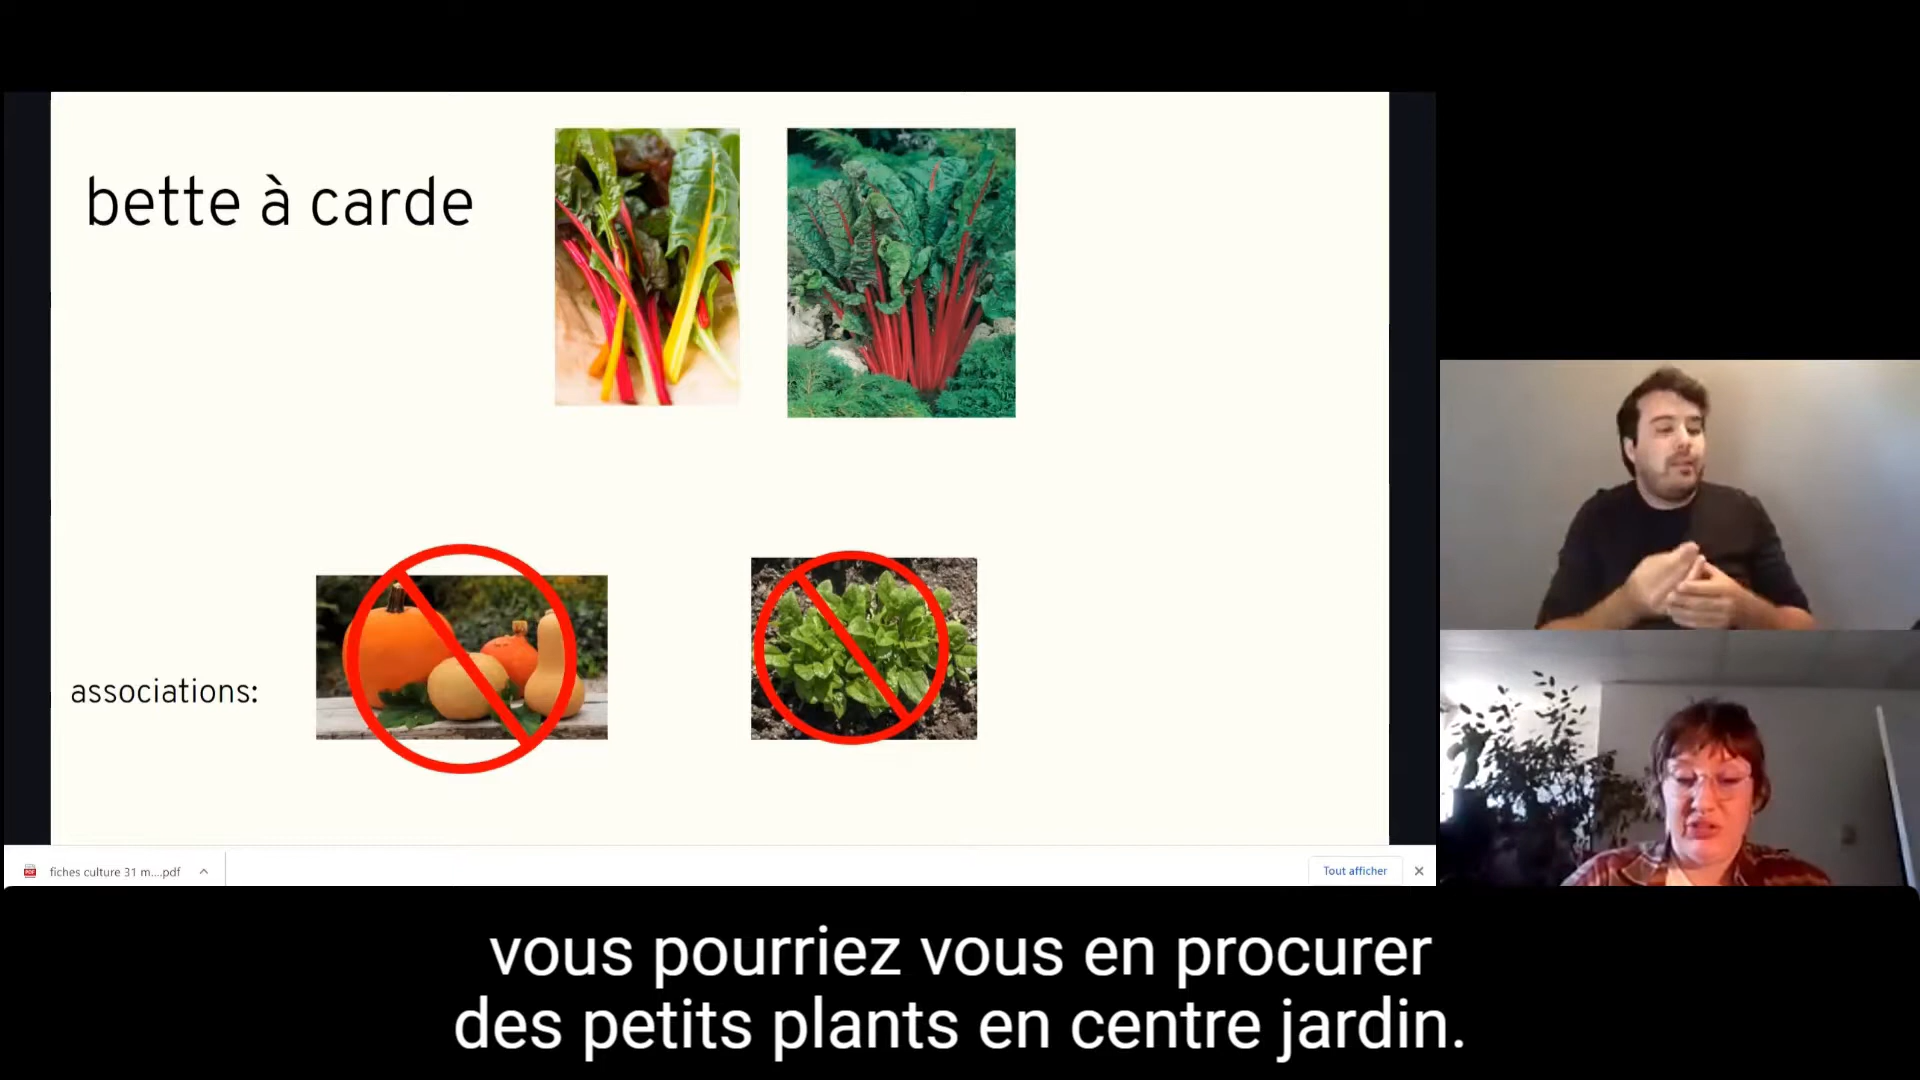 bette à carde
associations:
fiches culture 31 m....pdf
Tout afficher
vous pourriez vous en procurer
des petits plants en centre jardin.